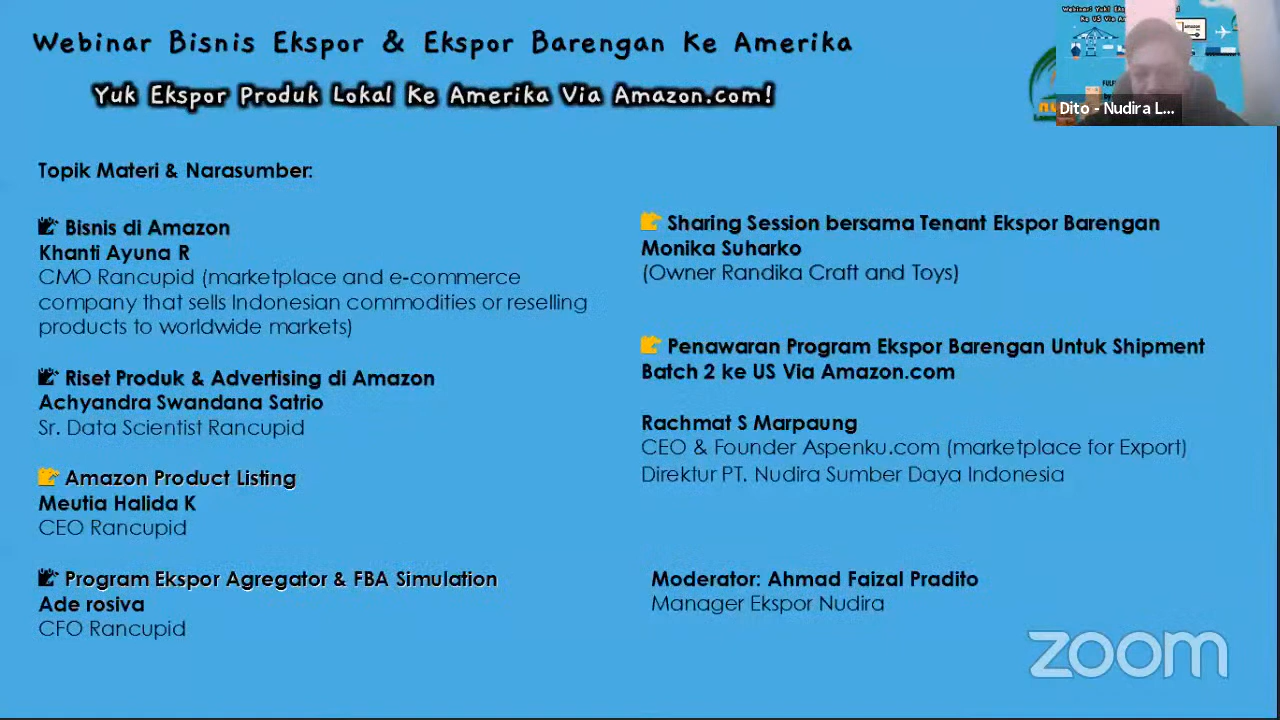 Webinar Bisnis Ekspor & Ekspor Barengan Ke Amerika
Yuk Ekspor Produk Lokal Ke Amerika Via Amazon.com!
Dito - Nudira L...
Topik Materi & Narasumber:
Bisnis di Amazon
Khanti Ayuna R
CMO Rancupid (marketplace and e-commerce
company that sells Indonesian commodities or reselling
products to worldwide markets)
Riset Produk & Advertising di Amazon
Achyandra Swandana Satrio
Sr. Data Scientist Rancupid
Amazon Product Listing
Meutia Halida K
CEO Rancupid
Program Ekspor Agregator & FBA Simulation
Ade rosiva
CFO Rancupid
Sharing Session bersama Tenant Ekspor Barengan
Monika Suharko
(Owner Randika Craft and Toys)
Penawaran Program Ekspor Barengan Untuk Shipment
Batch 2 ke US Via Amazon.com
Rachmat S Marpaung
CEO & Founder Aspenku.com (marketplace for Export)
Direktur PT. Nudira Sumber Daya Indonesia
Moderator: Ahmad Faizal Pradito
Manager Ekspor Nudira
zoom